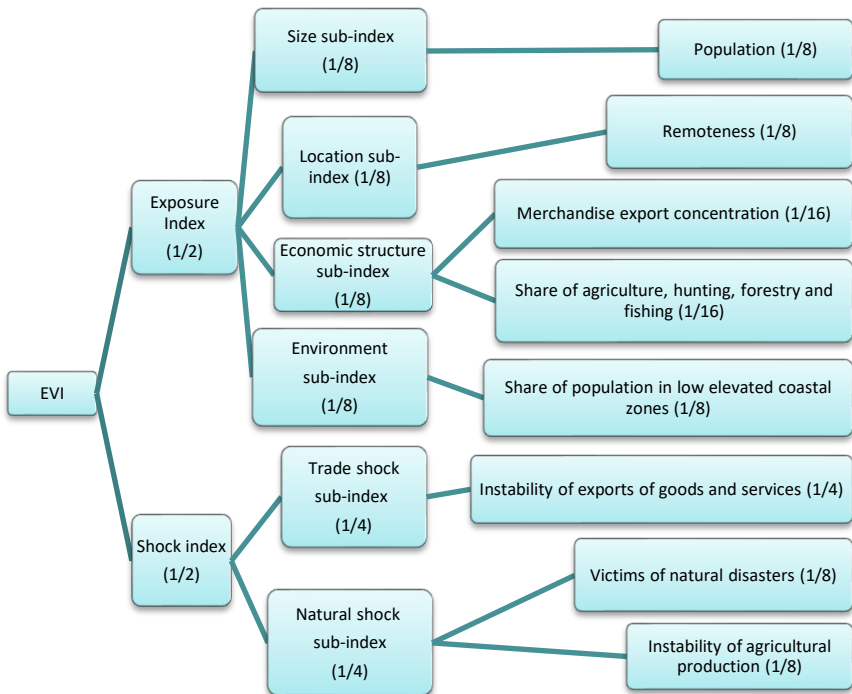 EVI
Exposure
Index
(1/2)
Shock index
(1/2)
Size sub-index
(1/8)
Location sub-
index (1/8)
Economic structure
sub-index
(1/8)
Environment
sub-index
(1/8)
Trade shock
sub-index
(1/4)
Natural shock
sub-index
(1/4)
Population (1/8)
Remoteness (1/8)
Merchandise export concentration (1/16)
Share of agriculture, hunting, forestry and
fishing (1/16)
Share of population in low elevated coastal
zones (1/8)
Instability of exports of goods and services (1/4)
Victims of natural disasters (1/8)
Instability of agricultural
production (1/8)